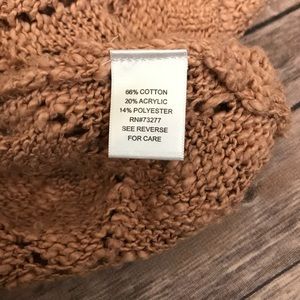 66% COTTON
20% ACRYLIC
14% POLYESTER
RN#73277
SEE REVERSE
FOR CARE